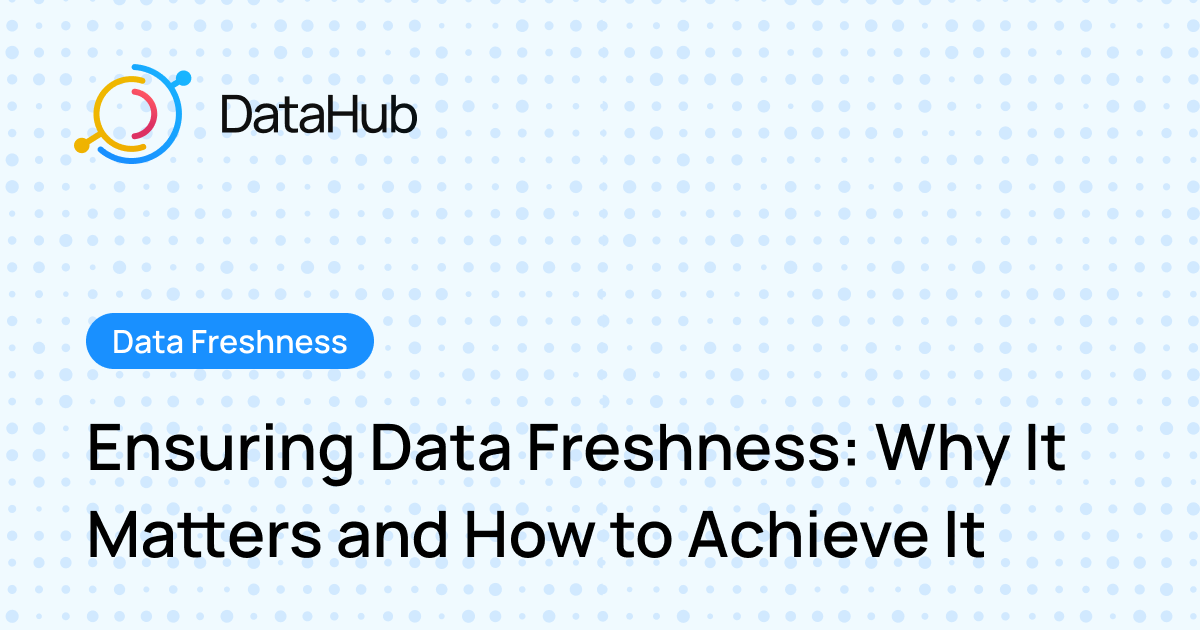 DataHub
Data Freshness
Ensuring Data Freshness: Why It
Matters and How to Achieve It